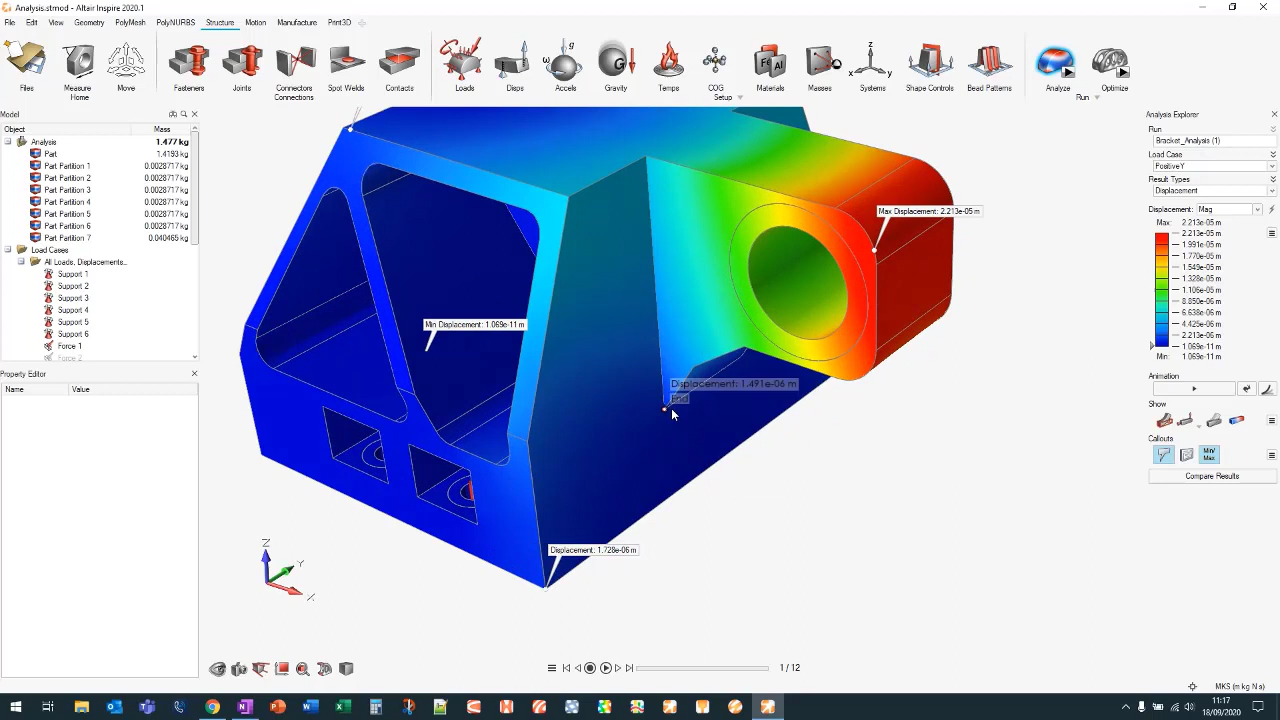 Analysis.stmod - Altair Inspire 2020.1
File Edit View Geometry PolyMesh PolyNURBS Structure Motion Manufacture Print3D
Files Measure Move Fasteners Joints Connectors Spot Welds Contacts Loads Disps Accels Gravity Temps COG Materials Masses Systems Shape Controls Bead Patterns Analyze Optimize
Home Connections Setup Run
Model
Object Mass
Analysis 1.477 kg
Part 1.4193 kg
Part Partition 1 0.0028717 kg
Part Partition 2 0.0028717 kg
Part Partition 3 0.0028717 kg
Part Partition 4 0.0028717 kg
Part Partition 5 0.0028717 kg
Part Partition 6 0.0028717 kg
Part Partition 7 0.040465 kg
Load Cases
All Loads, Displacements...
Support 1
Support 2
Support 3
Support 4
Support 5
Support 6
Force 1
Force 2
Property Editor
Name Value
Max Displacement: 2.213e-05 m
Min Displacement: 1.069e-11 m
Displacement: 1.491e-06 m
Displacement: 1.728e-06 m
Z
Y
X
1 / 12
Analysis Explorer
Run
Bracket_Analysis (1)
Load Case
PositiveY
Result Types
Displacement
Displacement: Mag
Max: 2.213e-05 m
2.213e-05 m
1.991e-05 m
1.770e-05 m
1.549e-05 m
1.328e-05 m
1.106e-05 m
8.850e-06 m
6.638e-06 m
4.425e-06 m
2.213e-06 m
1.069e-11 m
Min: 1.069e-11 m
Animation
Show
Callouts
Min/
Max
Compare Results
MKS (m kg N s)
11:17
18/09/2020